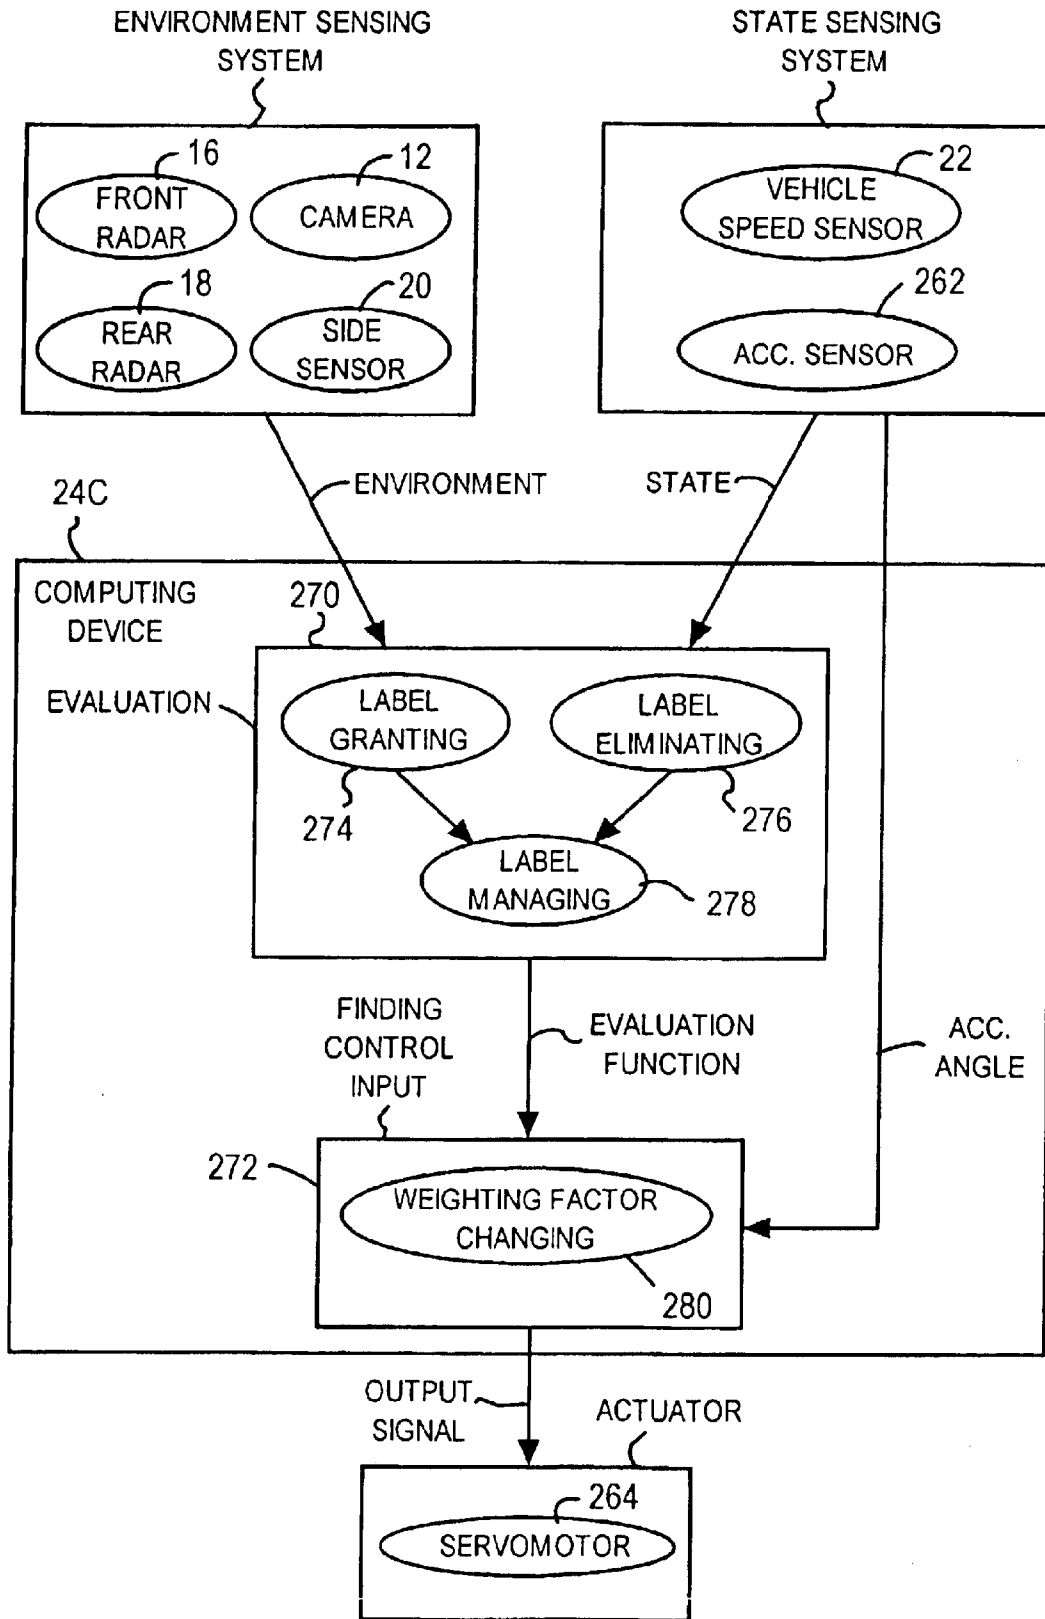 ENVIRONMENT SENSING
SYSTEM
STATE SENSING
SYSTEM
16
FRONT
RADAR
12
CAMERA
18
REAR
RADAR
20
SIDE
SENSOR
22
VEHICLE
SPEED SENSOR
262
ACC. SENSOR
ENVIRONMENT
STATE
24C
COMPUTING
DEVICE
270
EVALUATION
LABEL
GRANTING
274
LABEL
ELIMINATING
276
LABEL
MANAGING
278
FINDING
CONTROL
INPUT
EVALUATION
FUNCTION
ACC.
ANGLE
272
WEIGHTING FACTOR
CHANGING
280
OUTPUT
SIGNAL
ACTUATOR
264
SERVOMOTOR